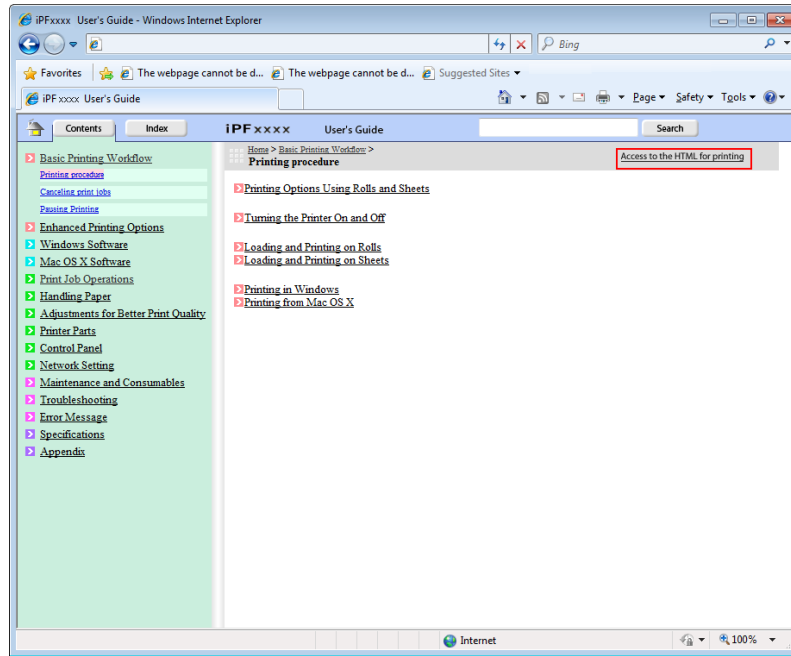 iPFxxxx User's Guide - Windows Internet Explorer
Bing
Favorites The webpage cannot be d... The webpage cannot be d... Suggested Sites
iPF xxxx User's Guide
Page Safety Tools
Contents Index iPFxxxx User's Guide Search
Home > Basic Printing Workflow >
Printing procedure
Access to the HTML for printing
Basic Printing Workflow
Printing procedure
Canceling print jobs
Pausing Printing
Enhanced Printing Options
Windows Software
Mac OS X Software
Print Job Operations
Handling Paper
Adjustments for Better Print Quality
Printer Parts
Control Panel
Network Setting
Maintenance and Consumables
Troubleshooting
Error Message
Specifications
Appendix
Printing Options Using Rolls and Sheets
Turning the Printer On and Off
Loading and Printing on Rolls
Loading and Printing on Sheets
Printing in Windows
Printing from Mac OS X
Internet 100%